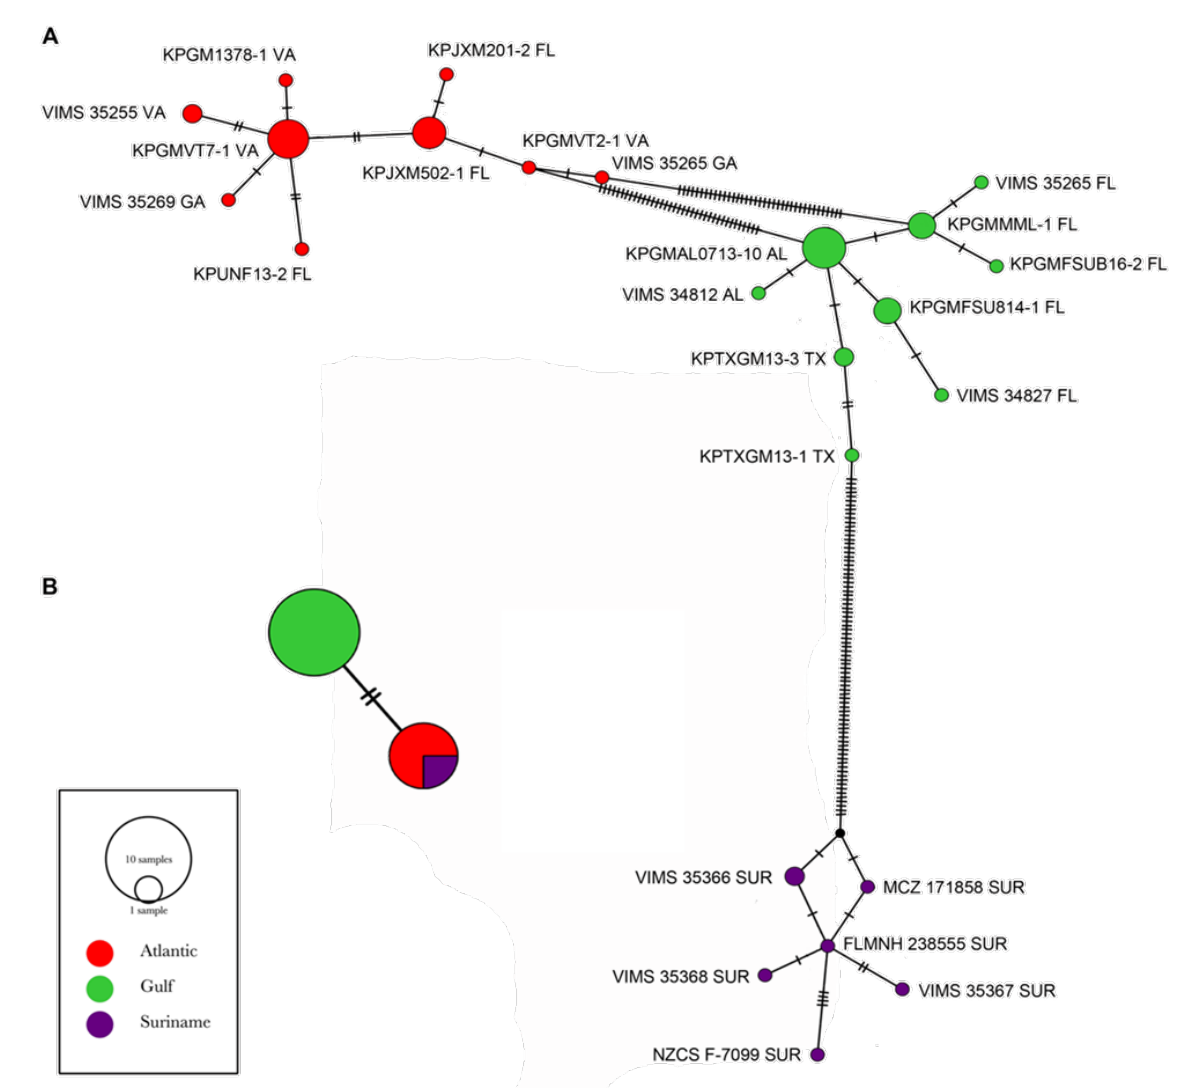 A
KPGM1378-1 VA
KPJXM201-2 FL
VIMS 35255 VA
KPGMVT7-1 VA
KPGMVT2-1 VA
VIMS 35265 GA
KPJXM502-1 FL
VIMS 35269 GA
VIMS 35265 FL
KPGMMML-1 FL
KPGMAL0713-10 AL
KPGMFSUB16-2 FL
KPUNF13-2 FL
VIMS 34812 AL
KPGMFSU814-1 FL
KPTXGM13-3 TX
VIMS 34827 FL
KPTXGM13-1 TX
B
10 samples
1 sample
Atlantic
Gulf
Suriname
VIMS 35366 SUR
MCZ 171858 SUR
FLMNH 238555 SUR
VIMS 35368 SUR
VIMS 35367 SUR
NZCS F-7099 SUR